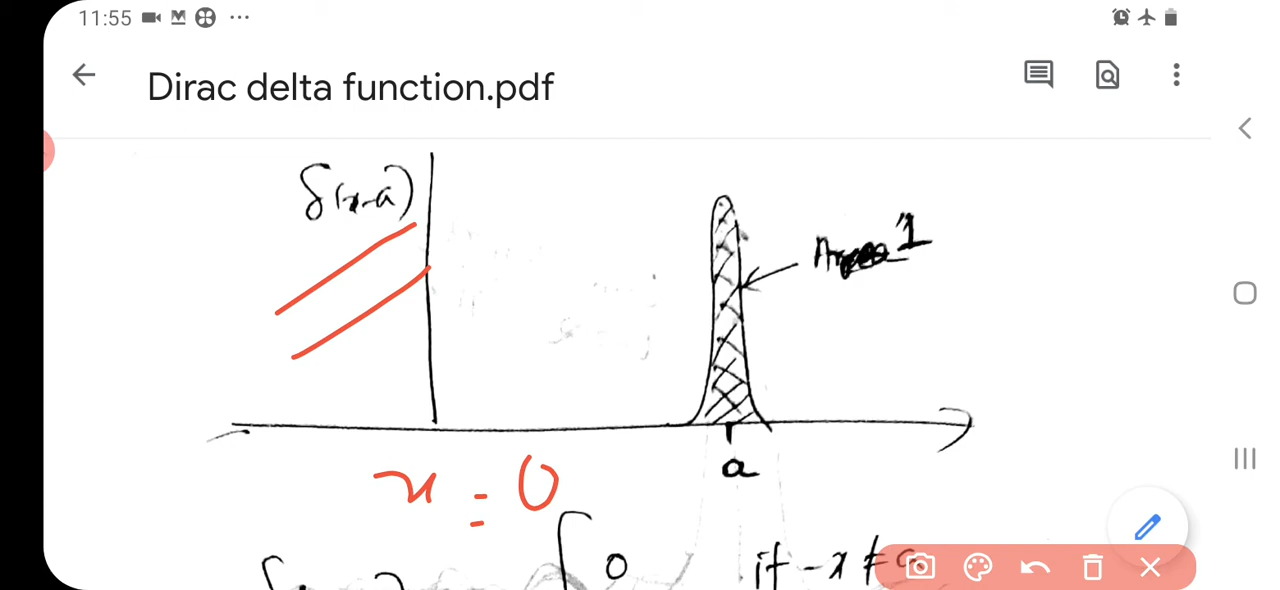 11:55
Dirac delta function.pdf
δ(x-a)
Area 1
a
x = 0
0 if x ≠